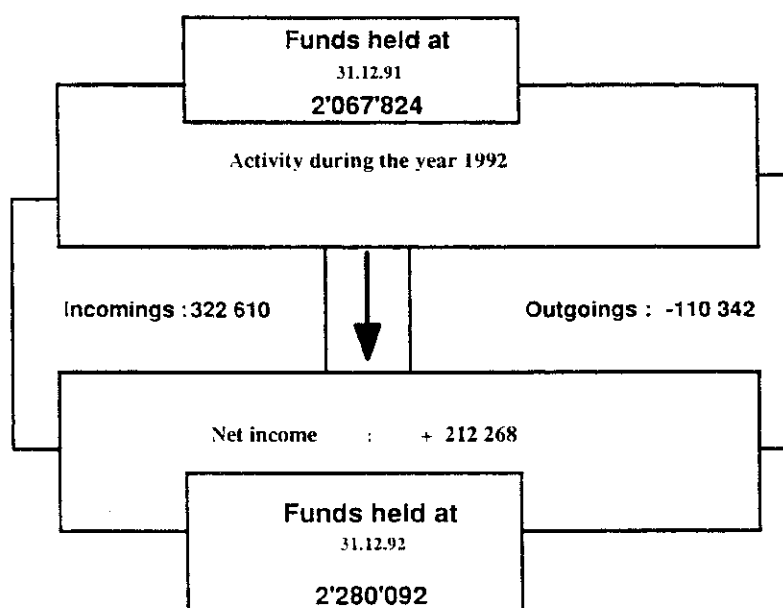 Funds held at
31.12.91
2'067'824
Activity during the year 1992
Incomings : 322 610
Outgoings : -110 342
Net income : + 212 268
Funds held at
31.12.92
2'280'092